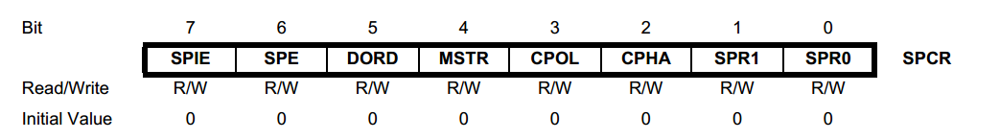 Bit 7 6 5 4 3 2 1 0
SPIE SPE DORD MSTR CPOL CPHA SPR1 SPR0 SPCR
Read/Write R/W R/W R/W R/W R/W R/W R/W R/W
Initial Value 0 0 0 0 0 0 0 0